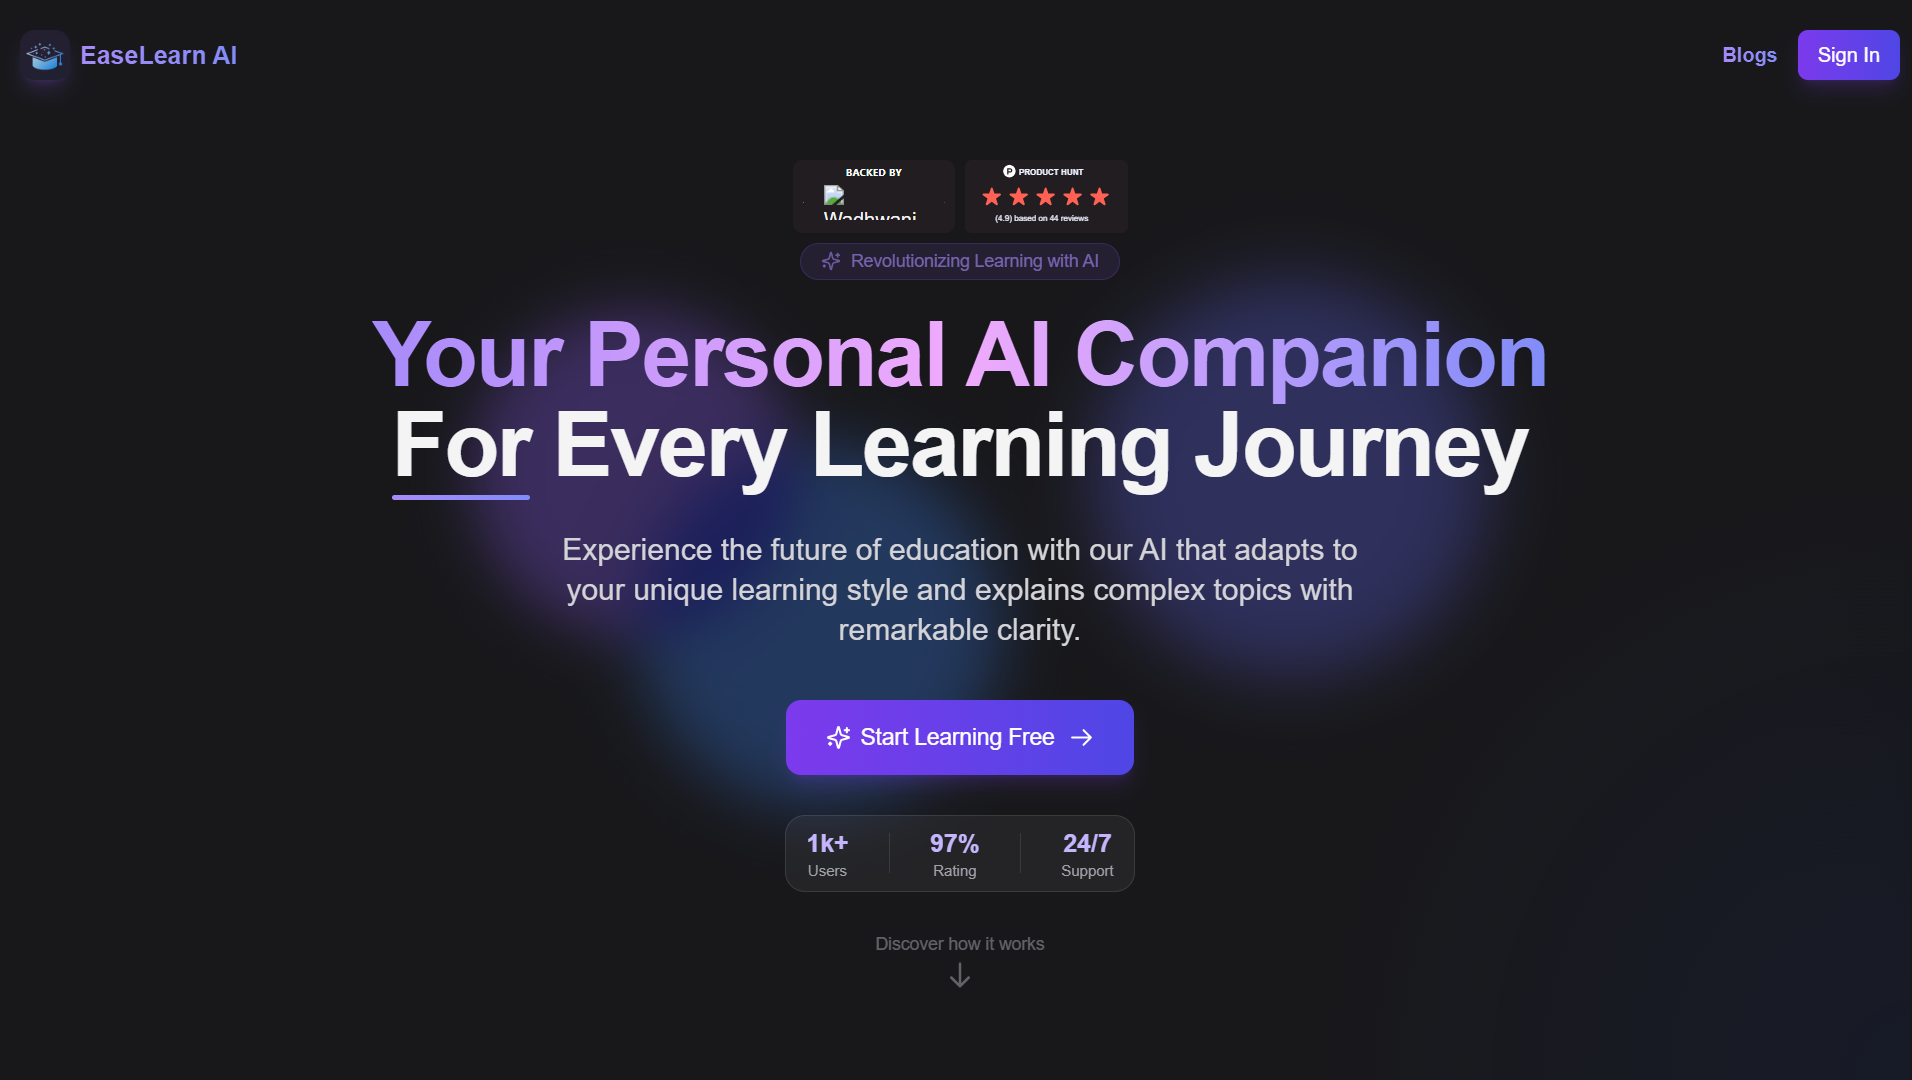 EaseLearn AI
Blogs
Sign In
BACKED BY
Wadhwani
PRODUCT HUNT
(4.9) based on 44 reviews
Revolutionizing Learning with AI
Your Personal AI Companion
For Every Learning Journey
Experience the future of education with our AI that adapts to
your unique learning style and explains complex topics with
remarkable clarity.
Start Learning Free
1k+
Users
97%
Rating
24/7
Support
Discover how it works